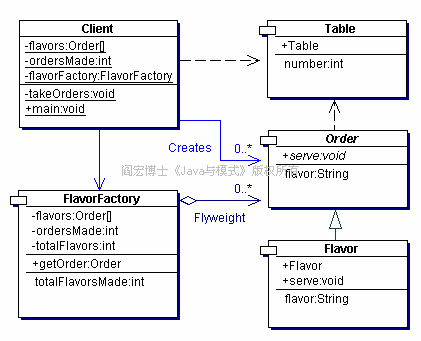 Client
-flavors:Order[]
-ordersMade:int
-flavorFactory:FlavorFactory
-takeOrders:void
+main:void
Table
+Table
number:int
Creates
0..*
Order
+serve:void
flavor:String
阎宏博士《Java与模式》版权所有
FlavorFactory
-flavors:Order[]
-ordersMade:int
-totalFlavors:int
+getOrder:Order
totalFlavorsMade:int
0..*
Flyweight
Flavor
+Flavor
+serve:void
flavor:String